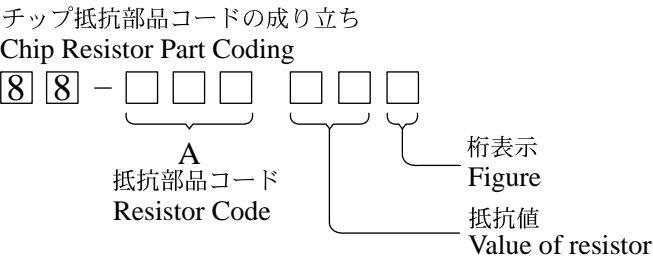 チップ抵抗部品コードの成り立ち
Chip Resistor Part Coding
8 8 − □ □ □ □ □ □
A
抵抗部品コード
Resistor Code
桁表示
Figure
抵抗値
Value of resistor